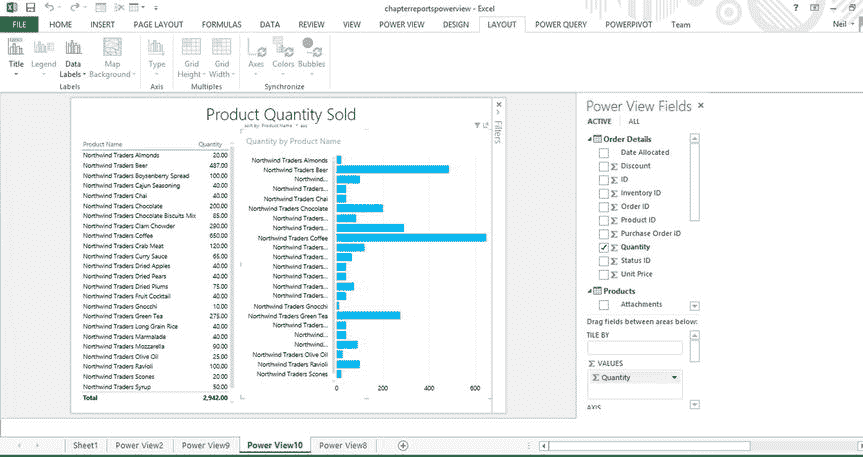 chapterreportspowerview - Excel
?
FILE HOME INSERT PAGE LAYOUT FORMULAS DATA REVIEW VIEW POWER VIEW DESIGN LAYOUT POWER QUERY POWERPIVOT Team Neil
Title Legend Data Labels Map Background Type Grid Height Grid Width Axes Colors Bubbles
Labels Axis Multiples Synchronize
Product Quantity Sold
sort by Product Name asc
Filters
Product Name Quantity
Northwind Traders Almonds 20.00
Northwind Traders Beer 487.00
Northwind Traders Boysenberry Spread 100.00
Northwind Traders Cajun Seasoning 40.00
Northwind Traders Chai 40.00
Northwind Traders Chocolate 200.00
Northwind Traders Chocolate Biscuits Mix 85.00
Northwind Traders Clam Chowder 290.00
Northwind Traders Coffee 650.00
Northwind Traders Crab Meat 120.00
Northwind Traders Curry Sauce 65.00
Northwind Traders Dried Apples 40.00
Northwind Traders Dried Pears 40.00
Northwind Traders Dried Plums 75.00
Northwind Traders Fruit Cocktail 40.00
Northwind Traders Gnocchi 10.00
Northwind Traders Green Tea 275.00
Northwind Traders Long Grain Rice 40.00
Northwind Traders Marmalade 40.00
Northwind Traders Mozzarella 90.00
Northwind Traders Olive Oil 25.00
Northwind Traders Ravioli 100.00
Northwind Traders Scones 20.00
Northwind Traders Syrup 50.00
Total 2,942.00
Quantity by Product Name
Northwind Traders Almonds
Northwind Traders Beer
Northwind...
Northwind Traders...
Northwind Traders Chai
Northwind Traders Chocolate
Northwind Traders...
Northwind Traders...
Northwind Traders Coffee
Northwind Traders...
Northwind Traders...
Northwind Traders...
Northwind Traders...
Northwind Traders...
Northwind Traders...
Northwind Traders Gnocchi
Northwind Traders Green Tea
Northwind Traders...
Northwind...
Northwind...
Northwind Traders Olive Oil
Northwind Traders Ravioli
Northwind Traders Scones
0 200 400 600
Power View Fields
ACTIVE ALL
Order Details
Date Allocated
Σ Discount
Σ ID
Σ Inventory ID
Σ Order ID
Σ Product ID
Σ Purchase Order ID
Σ Quantity
Σ Status ID
Σ Unit Price
Products
Attachments
Drag fields between areas below:
TILE BY
Σ VALUES
Σ Quantity
AXIS
Sheet1 Power View2 Power View9 Power View10 Power View8